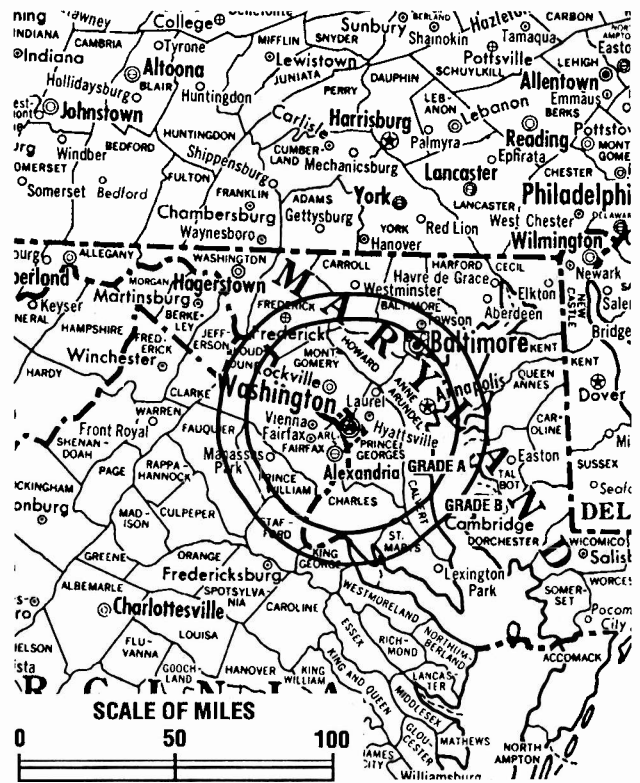 College
Sunbury
Hazleton
CARBON
INDIANA
CAMBRIA
Tyrone
MIFFLIN
SNYDER
Shamokin
Tamaqua
Indiana
Altoona
Lewistown
Pottsville
Hollidaysburg
BLAIR
Huntingdon
JUNIATA
DAUPHIN
SCHUYLKILL
LEHIGH
Allentown
PERRY
Emmaus
Johnstown
LEB-
ANON
Lebanon
BERKS
Harrisburg
HUNTINGDON
Carlisle
Reading
Windber
BEDFORD
CUMBER-
LAND
Mechanicsburg
Palmyra
Ephrata
Shippensburg
Lancaster
CHESTER
Somerset
Bedford
FULTON
FRANKLIN
ADAMS
York
LANCASTER
West Chester
Chambersburg
Gettysburg
YORK
Red Lion
Wilmington
Waynesboro
Hanover
ALLEGANY
WASHINGTON
CARROLL
HARFORD
CECIL
Newark
MORGAN
Hagerstown
Westminster
Havre de Grace
Elkton
NEW
CASTLE
Keyser
Martinsburg
BERKE-
LEY
FREDERICK
BALTIMORE
Aberdeen
HAMPSHIRE
JEFF-
ERSON
Frederick
Towson
FRED-
ERICK
MONT-
GOMERY
HOWARD
Baltimore
KENT
KENT
Winchester
MARYLAND
HARDY
Annapolis
QUEEN
ANNES
Dover
CLARKE
Washington
Laurel
ANNE
ARUNDEL
WARREN
Vienna
Hyattsville
CAR-
OLINE
Front Royal
FAUQUIER
Fairfax
ARL.
FAIRFAX
PRINCE
GEORGES
SHENAN-
DOAH
Manassas
Park
Alexandria
GRADE A
TAL
BOT
Easton
SUSSEX
PAGE
RAPPA-
HANNOCK
PRINCE
WILLIAM
CHARLES
CALVERT
GRADE B
DEL
MAD-
ISON
CULPEPER
STAF-
FORD
ST.
MARYS
Cambridge
DORCHESTER
WICOMICO
GREENE
ORANGE
KING
GEORGE
Fredericksburg
Lexington
Park
SOMER-
SET
ALBEMARLE
SPOTSYLVA-
NIA
CAROLINE
WESTMORELAND
Charlottesville
ESSEX
RICH-
MOND
NORTHUM-
BERLAND
LOUISA
ACCOMACK
FLU-
VANNA
GOOCH-
LAND
HANOVER
KING
WILLIAM
KING AND QUEEN
LANCAS-
TER
MIDDLESEX
GLOU-
CESTER
MATHEWS
NORTH
AMPTON
Williamsburg
SCALE OF MILES
0 50 100